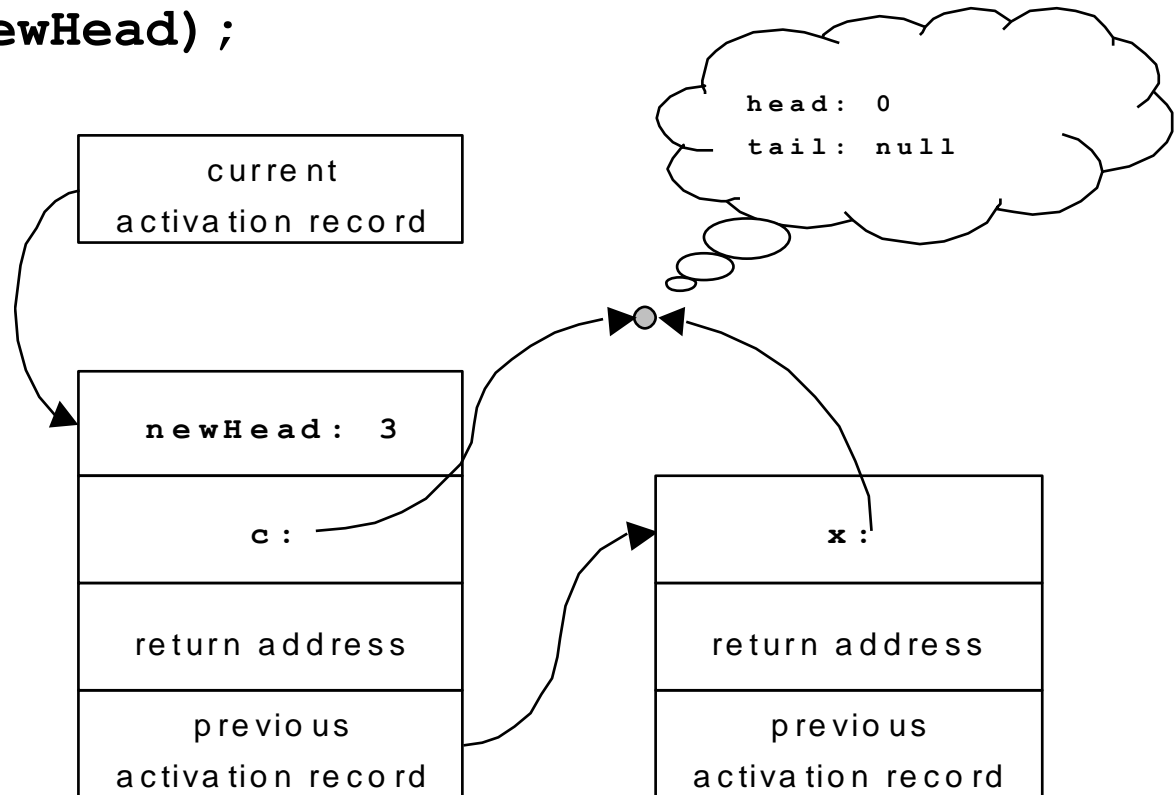 ewHead);
head: 0
tail: null
current
activation record
newHead: 3
c:
x:
return address
return address
previous
activation record
previous
activation record